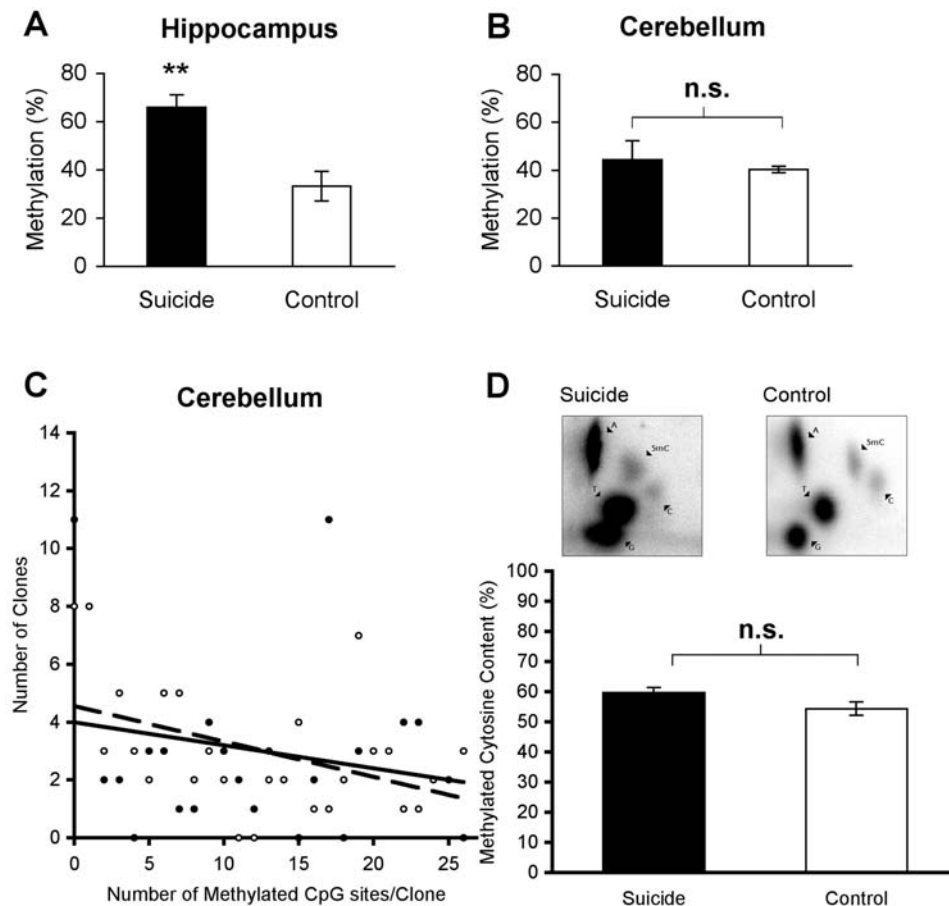 A
Hippocampus
**
Methylation (%)
80
60
40
20
0
Suicide Control
B
Cerebellum
n.s.
Methylation (%)
80
60
40
20
0
Suicide Control
C
Cerebellum
Number of Clones
14
12
10
8
6
4
2
0
0 5 10 15 20 25
Number of Methylated CpG sites/Clone
D
Suicide Control
A
5mC
T
C
G
A
5mC
T
C
G
Methylated Cytosine Content (%)
100
90
80
70
60
50
40
30
20
10
0
n.s.
Suicide Control